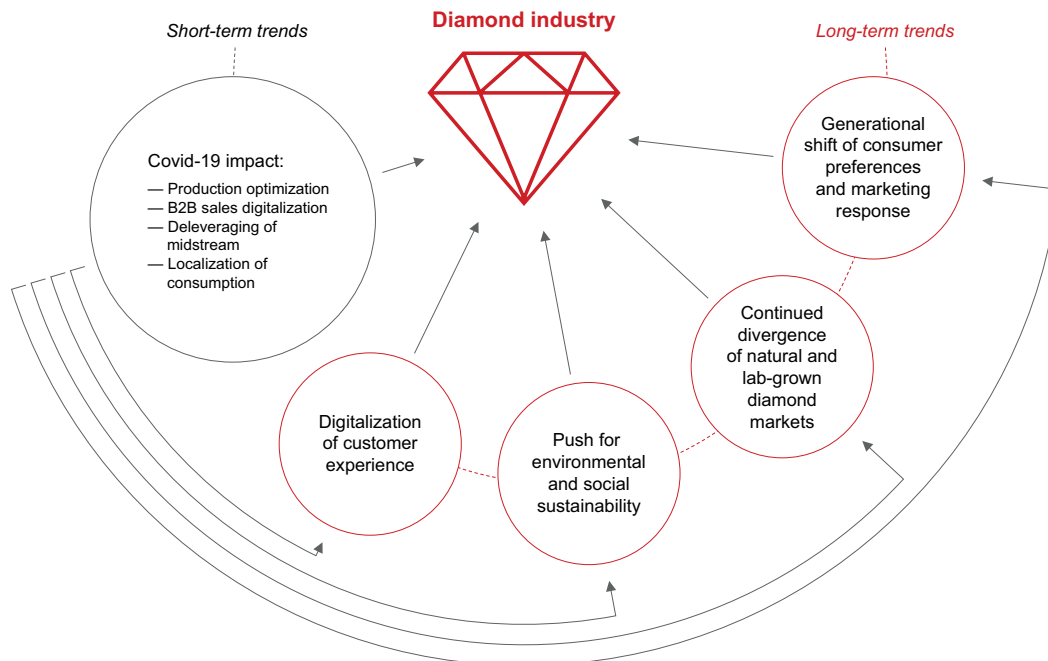 Diamond industry
Short-term trends
Long-term trends
Covid-19 impact:
— Production optimization
— B2B sales digitalization
— Deleveraging of
midstream
— Localization of
consumption
Generational
shift of consumer
preferences
and marketing
response
Continued
divergence
of natural and
lab-grown
diamond
markets
Digitalization
of customer
experience
Push for
environmental
and social
sustainability